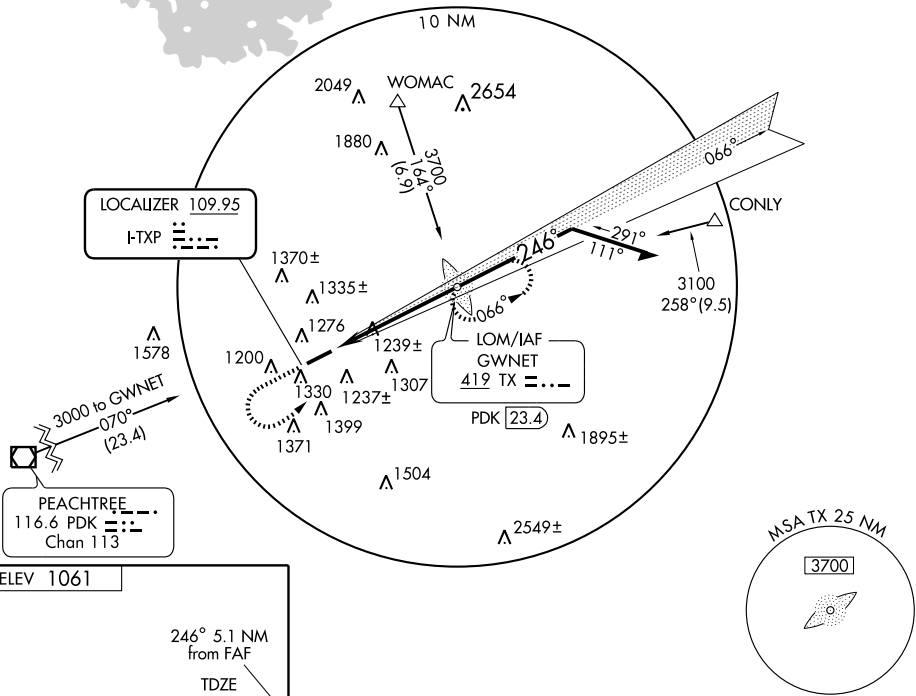 10 NM
2049
WOMAC
2654
1880
3700
164°
(6.9)
066°
LOCALIZER 109.95
I-TXP
CONLY
246°
291°
111°
3100
258° (9.5)
1370±
1335±
066°
1276
1239±
LOM/IAF
GWNET
419 TX
PDK 23.4
1578
1200
1330
1237±
1307
1399
1371
3000 to GWNET
070°
(23.4)
1895±
1504
PEACHTREE
116.6 PDK
Chan 113
2549±
MSA TX 25 NM
3700
ELEV 1061
246° 5.1 NM
from FAF
TDZE